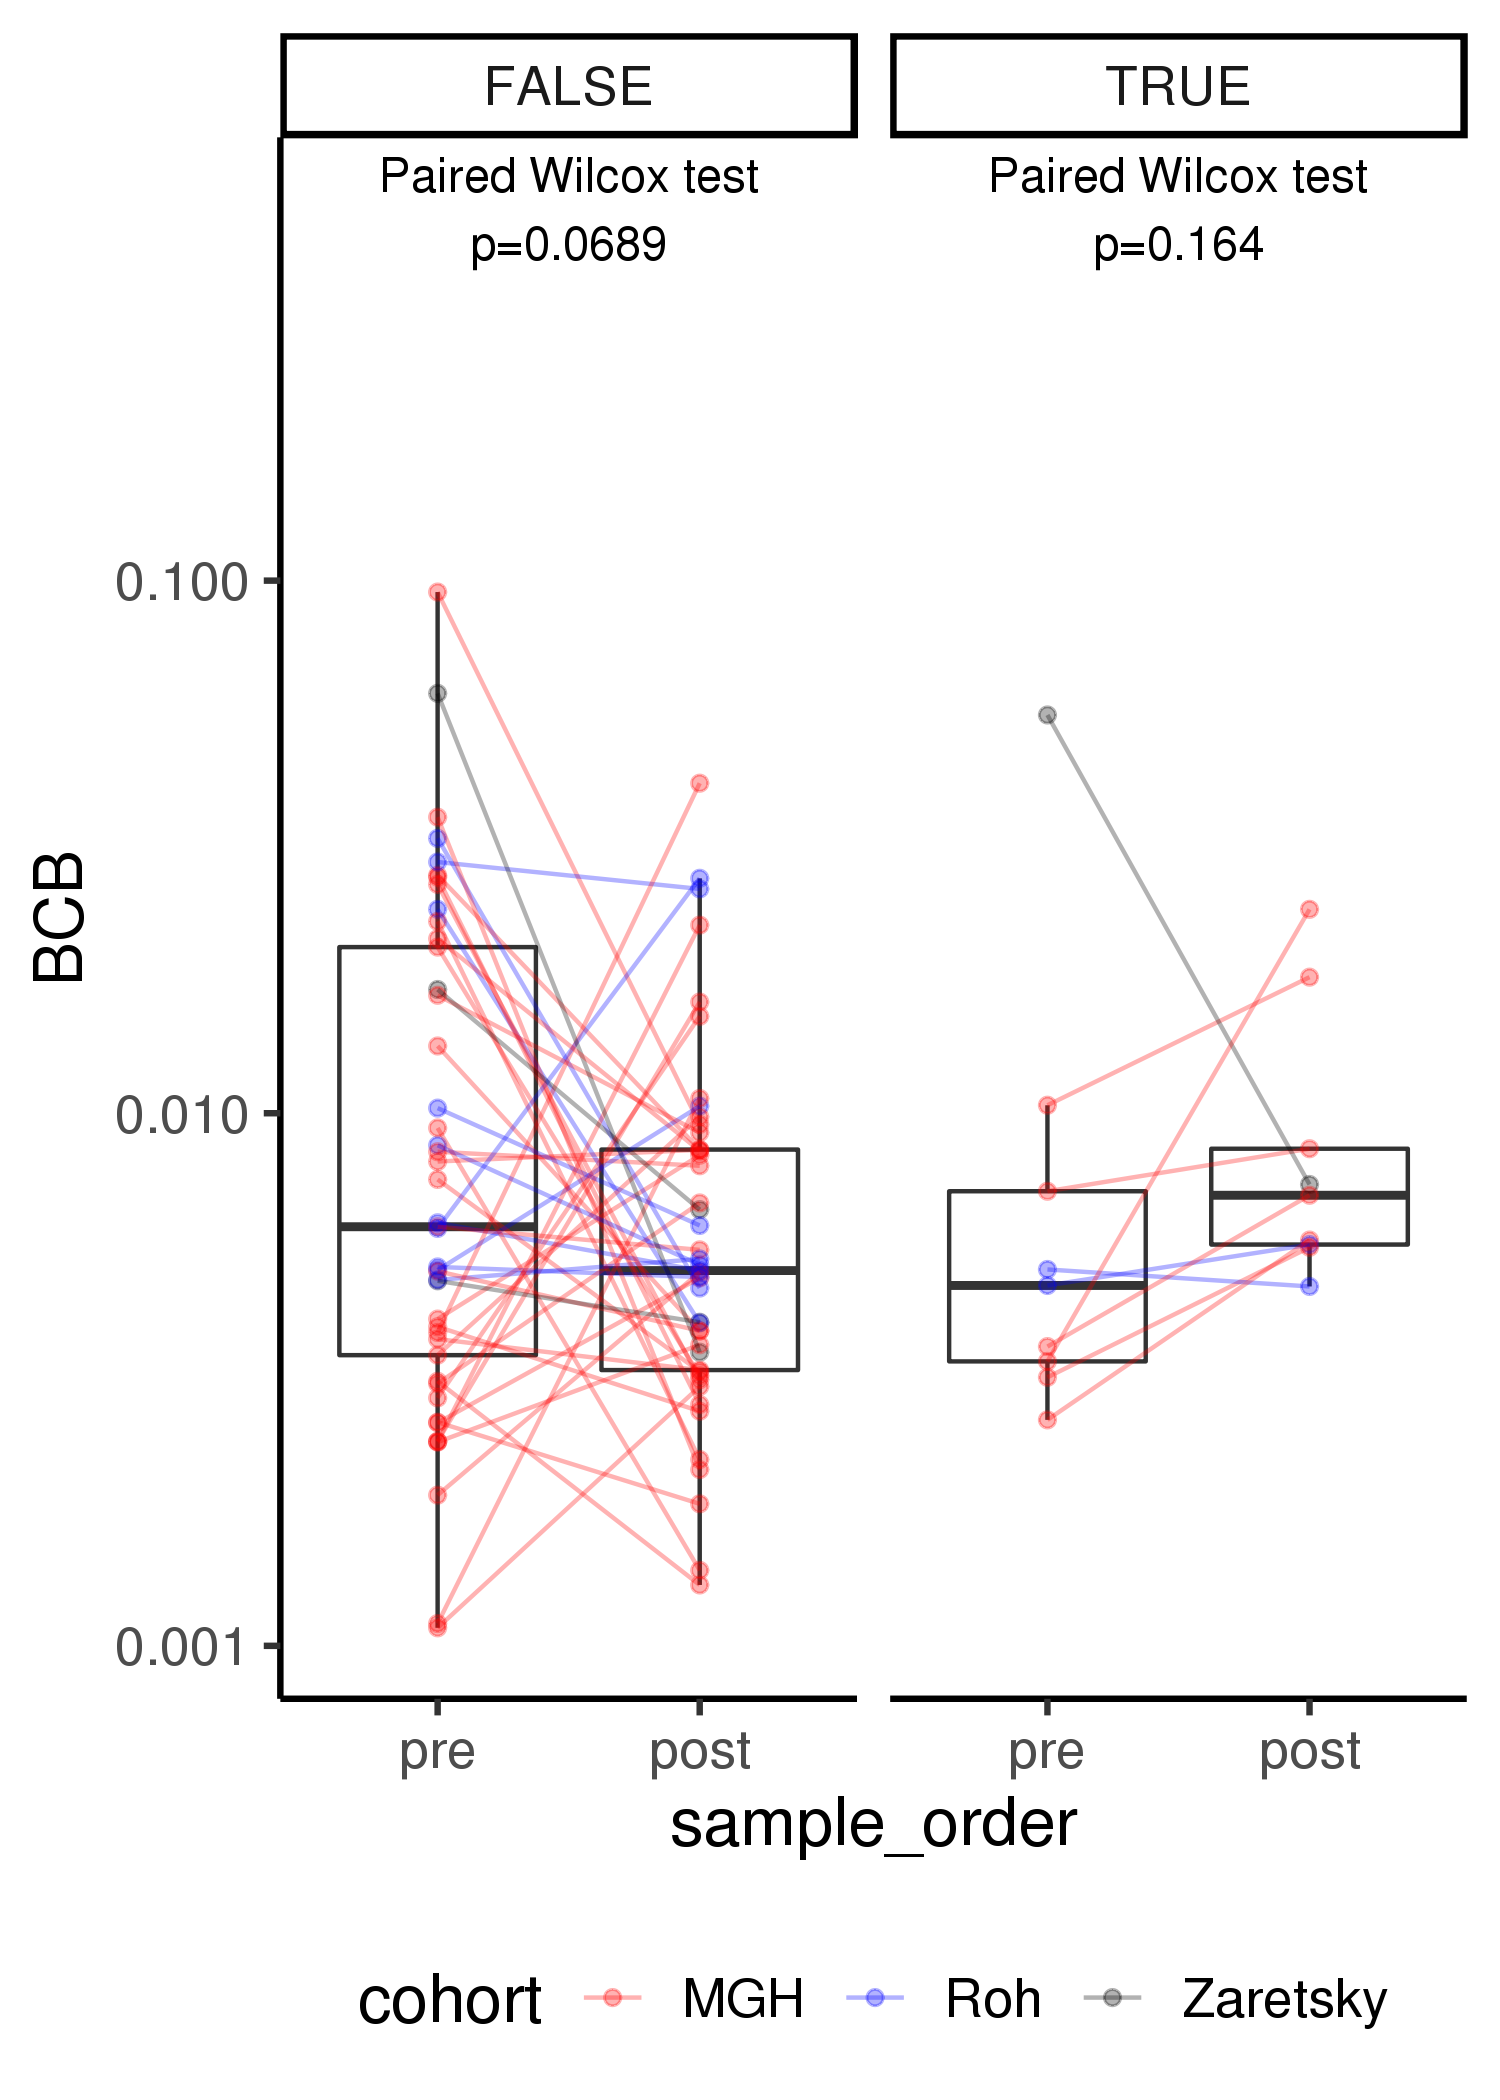 FALSE
TRUE
Paired Wilcox test
p=0.0689
Paired Wilcox test
p=0.164
BCB
0.100
0.010
0.001
pre
post
pre
post
sample_order
cohort
MGH
Roh
Zaretsky